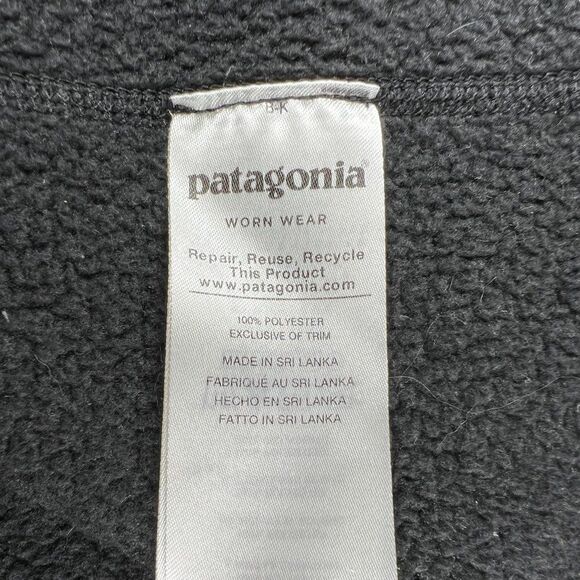 B-K
patagonia®
WORN WEAR
Repair, Reuse, Recycle
This Product
www.patagonia.com
100% POLYESTER
EXCLUSIVE OF TRIM
MADE IN SRI LANKA
FABRIQUÉ AU SRI LANKA
HECHO EN SRI LANKA
FATTO IN SRI LANKA